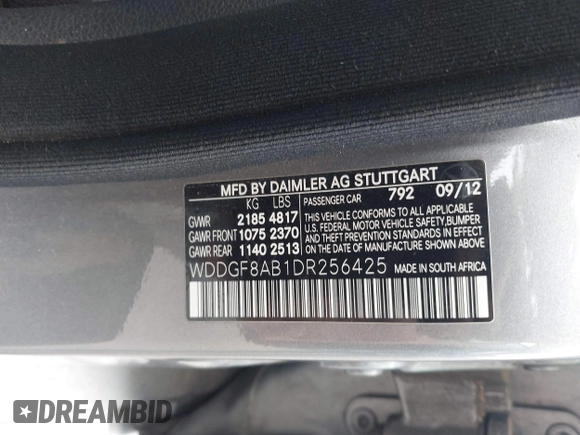 MFD BY DAIMLER AG STUTTGART
KG LBS PASSENGER CAR 792 09/12
GVWR 2185 4817
GAWR FRONT 1075 2370
GAWR REAR 1140 2513
THIS VEHICLE CONFORMS TO ALL APPLICABLE
U.S. FEDERAL MOTOR VEHICLE SAFETY,BUMPER
AND THEFT PREVENTION STANDARDS IN EFFECT
ON THE DATE OF MANUFACTURE SHOWN ABOVE.
WDDGF8AB1DR256425 MADE IN SOUTH AFRICA
DREAMBID